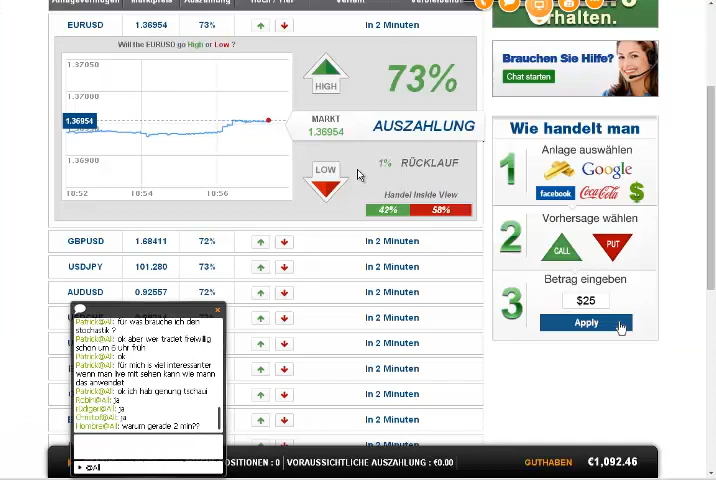 erhalten.
EURUSD 1.36954 73% In 2 Minuten
Will the EURUSD go High or Low ?
1.37050
1.37000
1.36954
1.36900
10:52 10:54 10:56
HIGH
73%
MARKT
1.36954
AUSZAHLUNG
LOW
1% RÜCKLAUF
Handel Inside View
42% 58%
GBPUSD 1.68411 72% In 2 Minuten
USDJPY 101.280 73% In 2 Minuten
AUDUSD 0.92557 72% In 2 Minuten
In 2 Minuten
In 2 Minuten
In 2 Minuten
In 2 Minuten
In 2 Minuten
Patrick@All: für was brauche ich den
stochastik ?
Patrick@All: ok aber wer tradet freiwillig
schon um 6 uhr früh
Patrick@All: ok
Patrick@All: für mich is viel interessanter
wenn man live mit sehen kann wie man
das anwendet
Patrick@All: ok ich hab genung tschaui
Robin@All: ja
rüdiger@All: ja
Christof@All: ja
Hombre@All: warum gerade 2 min??
@All
POSITIONEN : 0 VORAUSSICHTLICHE AUSZAHLUNG : €0.00 GUTHABEN €1,092.46
Brauchen Sie Hilfe?
Chat starten
Wie handelt man
1 Anlage auswählen
Google
facebook Coca-Cola $
2 Vorhersage wählen
CALL PUT
3 Betrag eingeben
$25
Apply